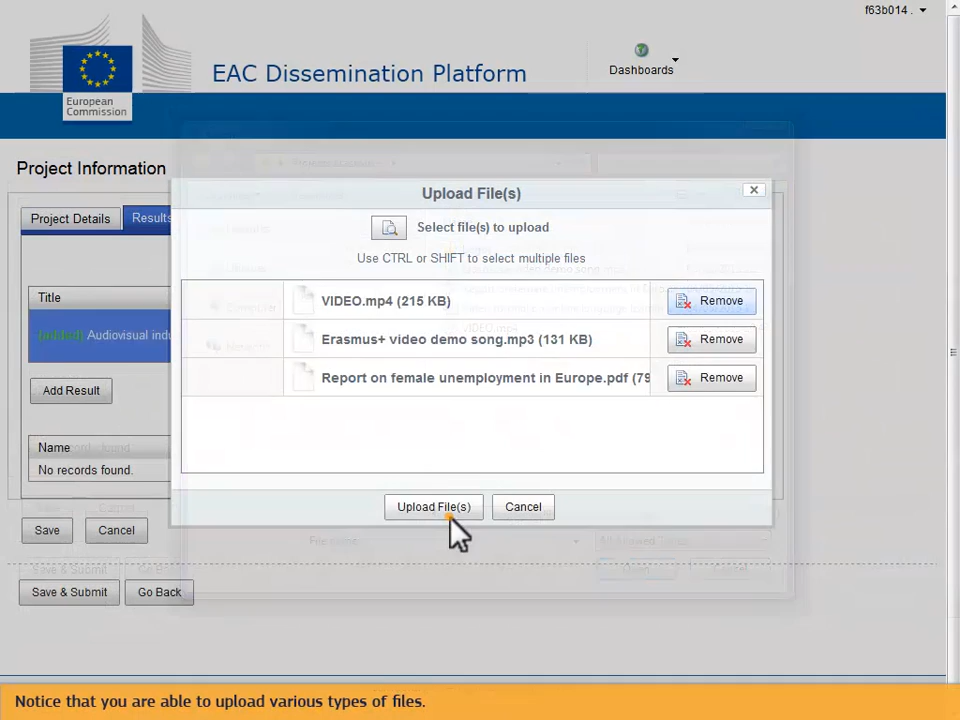 f63b014 .
European
Commission
EAC Dissemination Platform
Dashboards
Project Information
Upload File(s)
Project Details
Results
Select file(s) to upload
Use CTRL or SHIFT to select multiple files
Title
VIDEO.mp4 (215 KB)
Remove
(added) Audiovisual indu
Erasmus+ video demo song.mp3 (131 KB)
Remove
Report on female unemployment in Europe.pdf (79
Remove
Add Result
Name
No records found.
Upload File(s)
Cancel
Save
Cancel
File name:
Save & Submit
Go Back
Notice that you are able to upload various types of files.